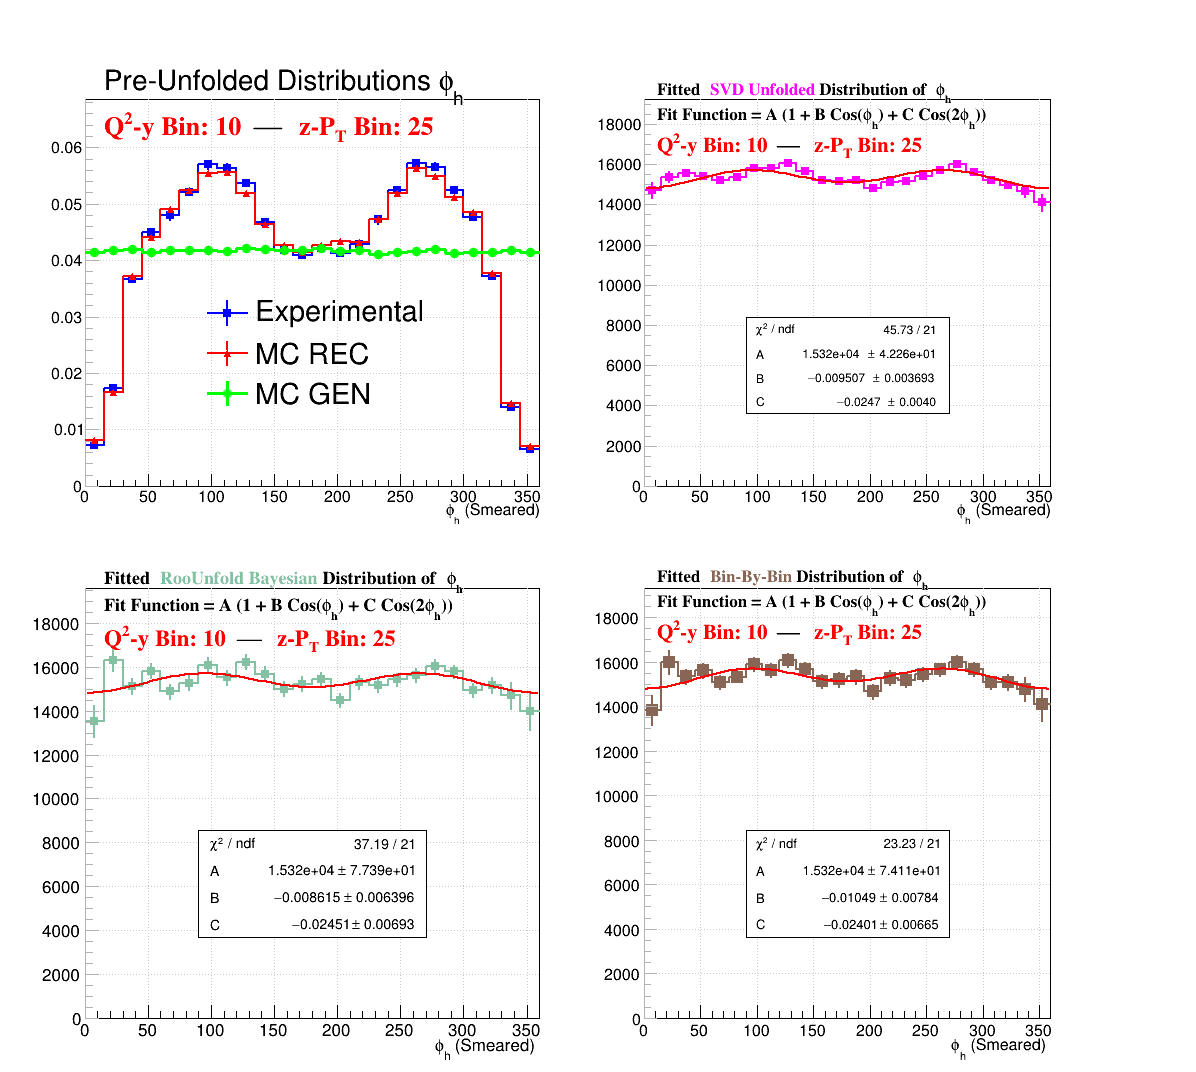 Pre-Unfolded Distributions ϕh
Q²-y Bin: 10 — z-PT Bin: 25
0.06
0.05
0.04
0.03
0.02
0.01
0
Experimental
MC REC
MC GEN
0 50 100 150 200 250 300 350
ϕh (Smeared)
Fitted SVD Unfolded Distribution of ϕh
Fit Function = A (1 + B Cos(ϕh) + C Cos(2ϕh))
Q²-y Bin: 10 — z-PT Bin: 25
18000
16000
14000
12000
10000
8000
6000
4000
2000
0
χ² / ndf 45.73 / 21
A 1.532e+04 ± 4.226e+01
B −0.009507 ± 0.003693
C −0.0247 ± 0.0040
0 50 100 150 200 250 300 350
ϕh (Smeared)
Fitted RooUnfold Bayesian Distribution of ϕh
Fit Function = A (1 + B Cos(ϕh) + C Cos(2ϕh))
Q²-y Bin: 10 — z-PT Bin: 25
18000
16000
14000
12000
10000
8000
6000
4000
2000
0
χ² / ndf 37.19 / 21
A 1.532e+04 ± 7.739e+01
B −0.008615 ± 0.006396
C −0.02451 ± 0.00693
0 50 100 150 200 250 300 350
ϕh (Smeared)
Fitted Bin-By-Bin Distribution of ϕh
Fit Function = A (1 + B Cos(ϕh) + C Cos(2ϕh))
Q²-y Bin: 10 — z-PT Bin: 25
18000
16000
14000
12000
10000
8000
6000
4000
2000
0
χ² / ndf 23.23 / 21
A 1.532e+04 ± 7.411e+01
B −0.01049 ± 0.00784
C −0.02401 ± 0.00665
0 50 100 150 200 250 300 350
ϕh (Smeared)